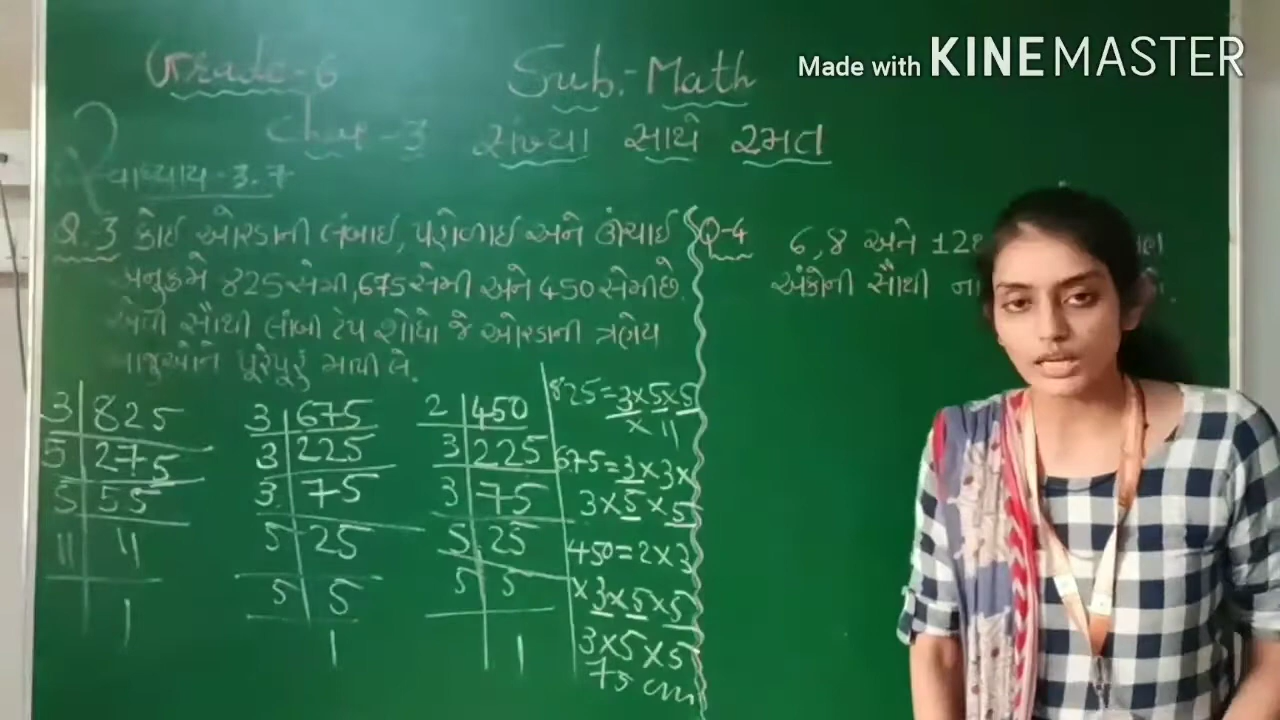 Made with KINEMASTER
Grade-6 Sub.-Math
Chap-3 સંખ્યા સાથે રમત
સ્વાધ્યાય-3.7
Q.-3 કોઈ ઓરડાની લંબાઈ, પહોળાઈ અને ઊંચાઈ
અનુક્રમે 825 સેમી, 675 સેમી અને 450 સેમી છે.
એવી સૌથી લાંબી ટેપ શોધો જે ઓરડાની ત્રણેય
બાજુઓને પૂરેપૂરું માપી લે.
3 825
5 275
5 55
11 11
1
3 675
3 225
3 75
5 25
5 5
1
2 450
3 225
3 75
5 25
5 5
1
825=3×5×5
×11
675=3×3×
3×5×5
450=2×3
×3×5×5
3×5×5
75 cm
Q-4 6,8 અને 12
અંકોની સૌથી ના